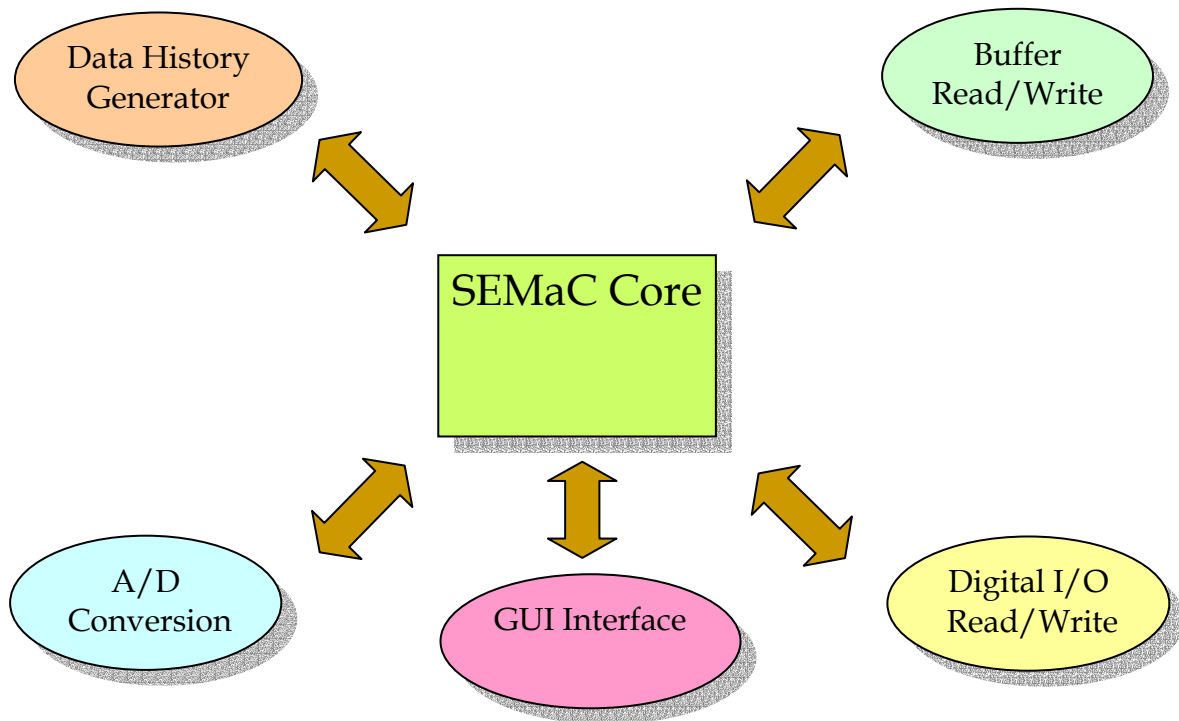 Data History
Generator
Buffer
Read/Write
SEMaC Core
A/D
Conversion
GUI Interface
Digital I/O
Read/Write